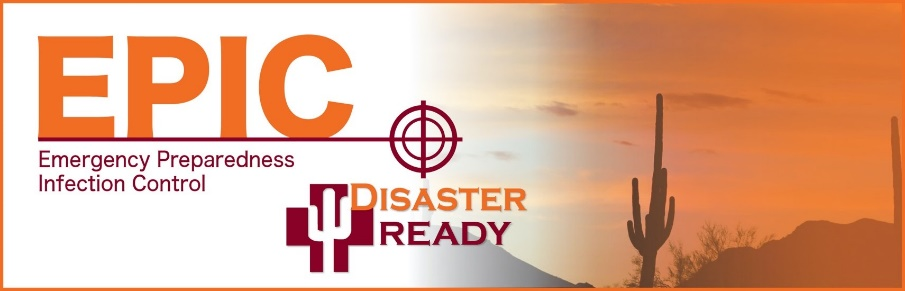 EPIC
Emergency Preparedness
Infection Control
DISASTER
READY